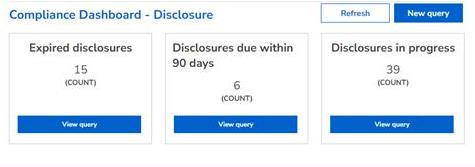 Compliance Dashboard - Disclosure
Refresh
New query
Expired disclosures
15
(COUNT)
View query
Disclosures due within
90 days
6
(COUNT)
View query
Disclosures in progress
39
(COUNT)
View query